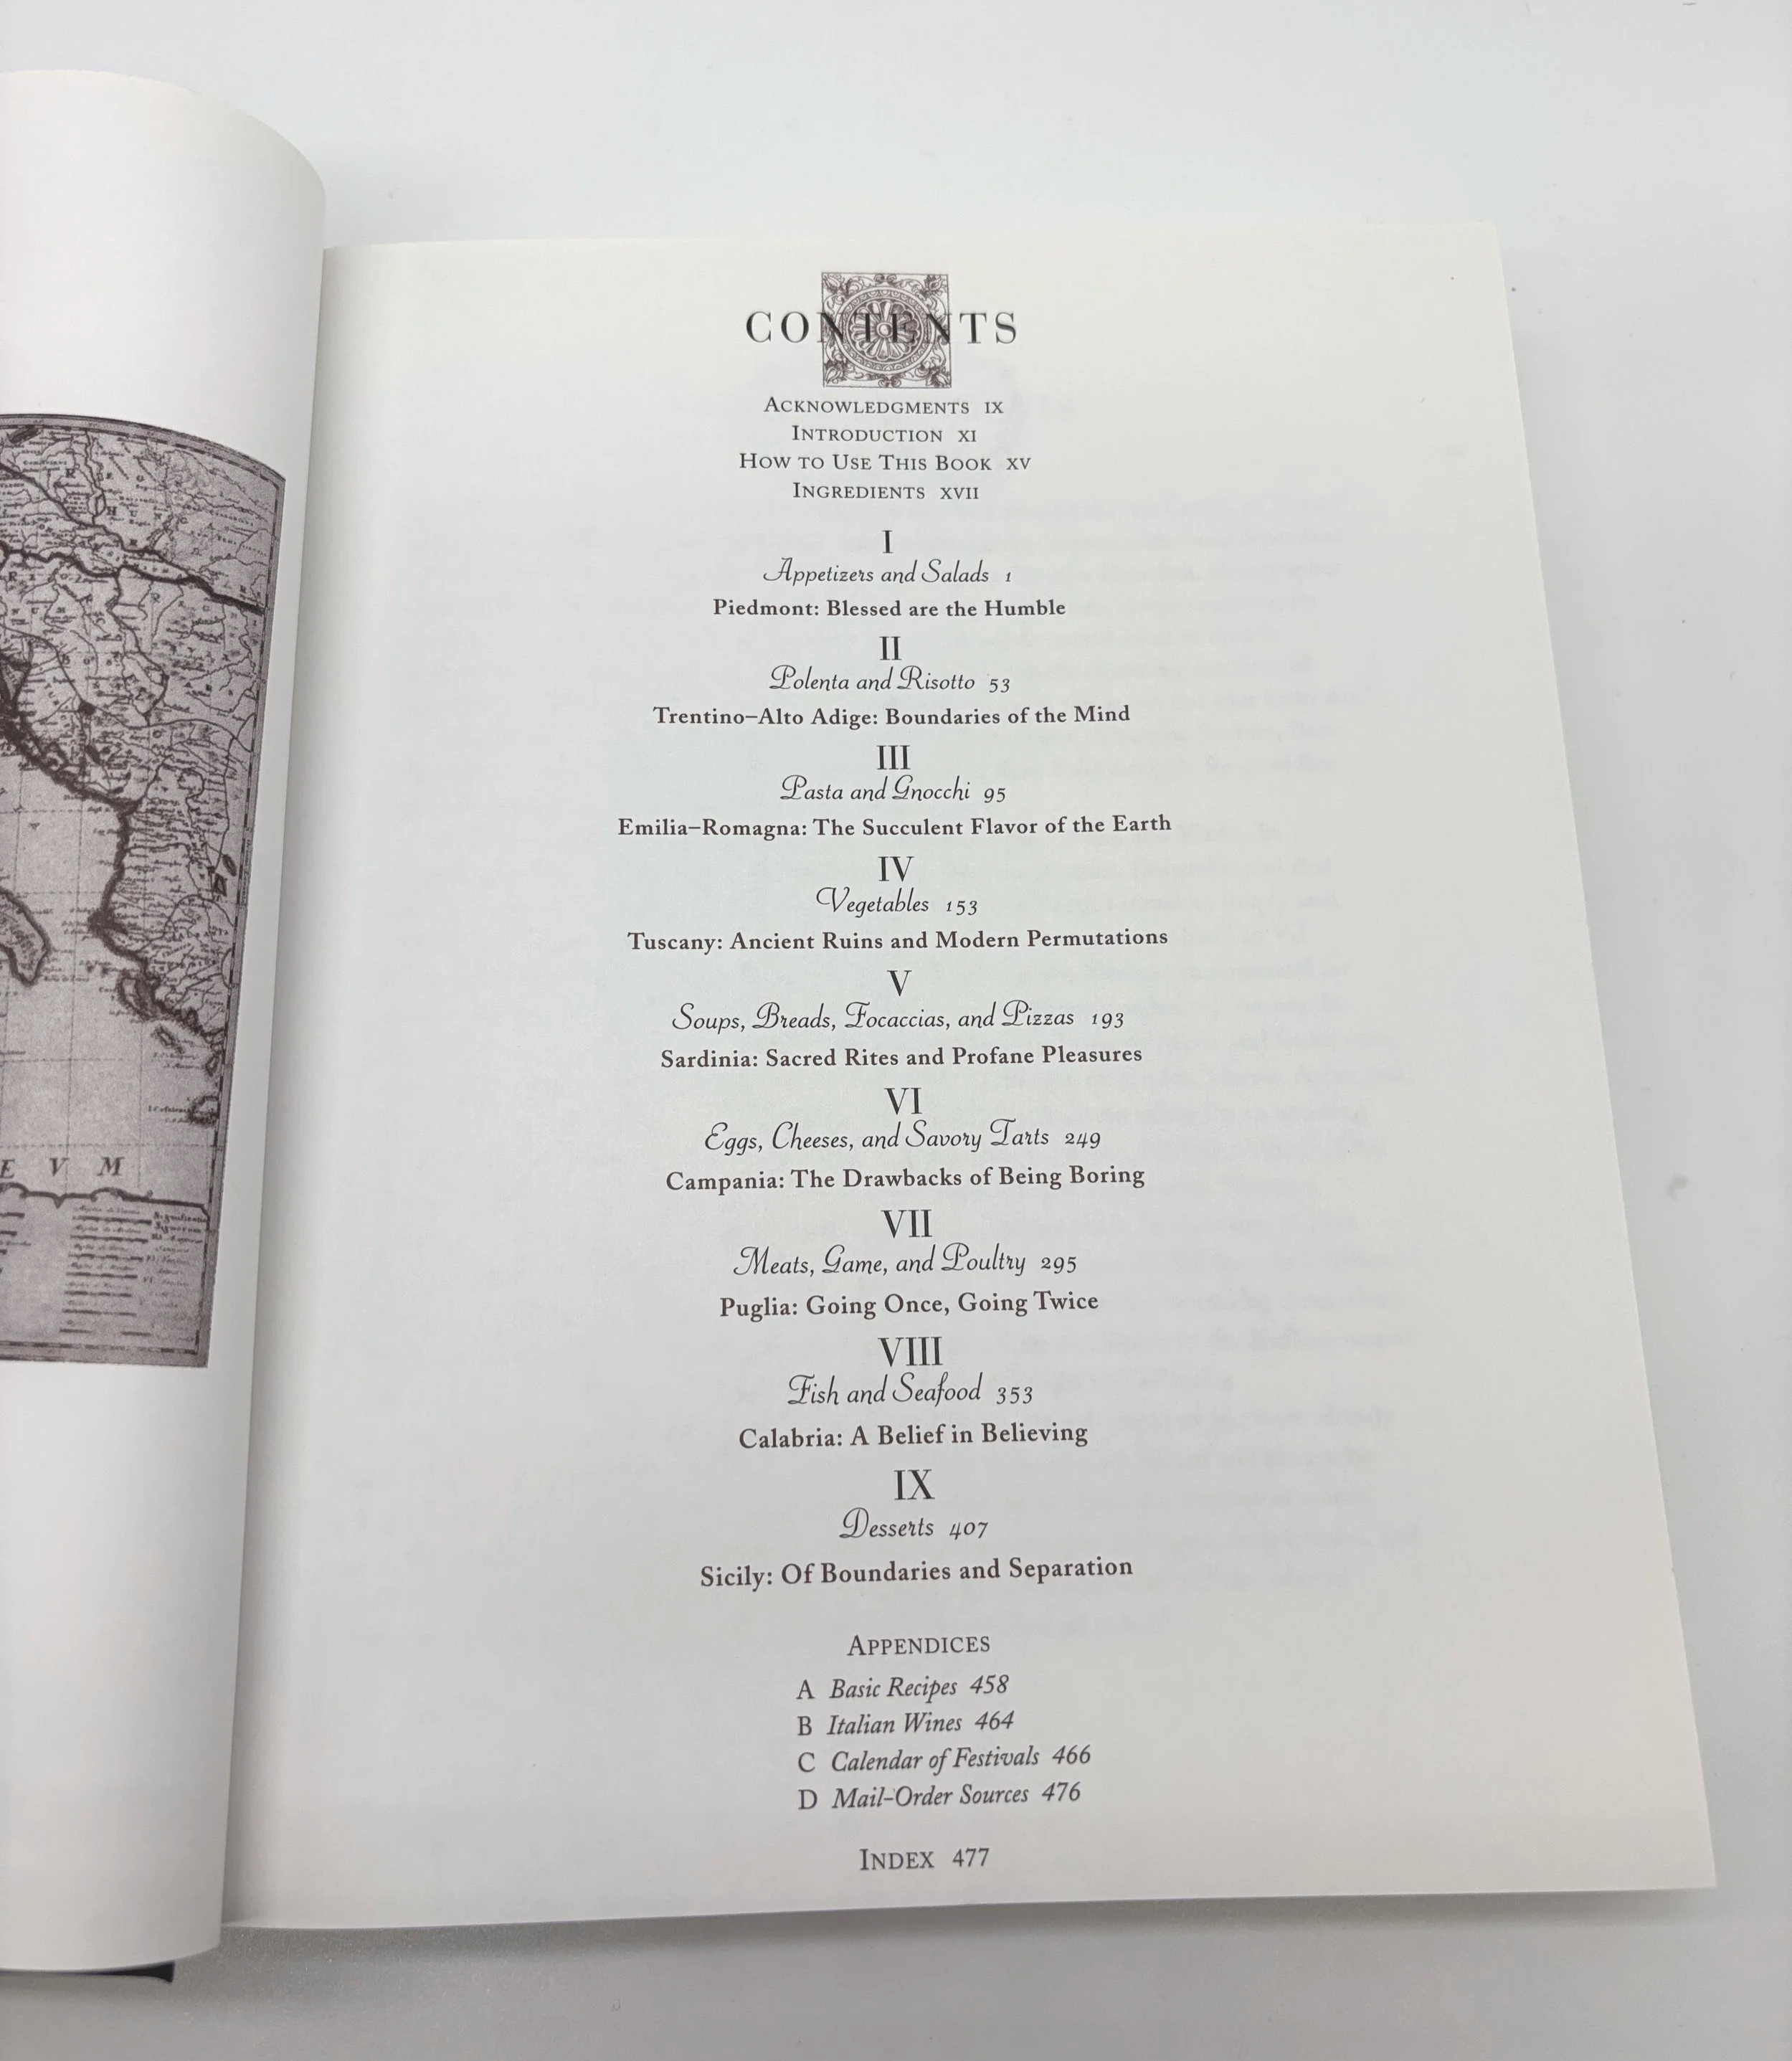 E V M
CONTENTS
ACKNOWLEDGMENTS IX
INTRODUCTION XI
HOW TO USE THIS BOOK XV
INGREDIENTS XVII
I
Appetizers and Salads 1
Piedmont: Blessed are the Humble
II
Polenta and Risotto 53
Trentino–Alto Adige: Boundaries of the Mind
III
Pasta and Gnocchi 95
Emilia–Romagna: The Succulent Flavor of the Earth
IV
Vegetables 153
Tuscany: Ancient Ruins and Modern Permutations
V
Soups, Breads, Focaccias, and Pizzas 193
Sardinia: Sacred Rites and Profane Pleasures
VI
Eggs, Cheeses, and Savory Tarts 249
Campania: The Drawbacks of Being Boring
VII
Meats, Game, and Poultry 295
Puglia: Going Once, Going Twice
VIII
Fish and Seafood 353
Calabria: A Belief in Believing
IX
Desserts 407
Sicily: Of Boundaries and Separation
APPENDICES
A Basic Recipes 458
B Italian Wines 464
C Calendar of Festivals 466
D Mail-Order Sources 476
INDEX 477